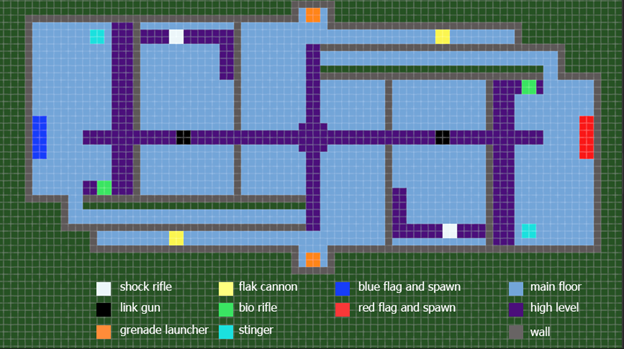 shock rifle flak cannon blue flag and spawn main floor
link gun bio rifle red flag and spawn high level
grenade launcher stinger wall